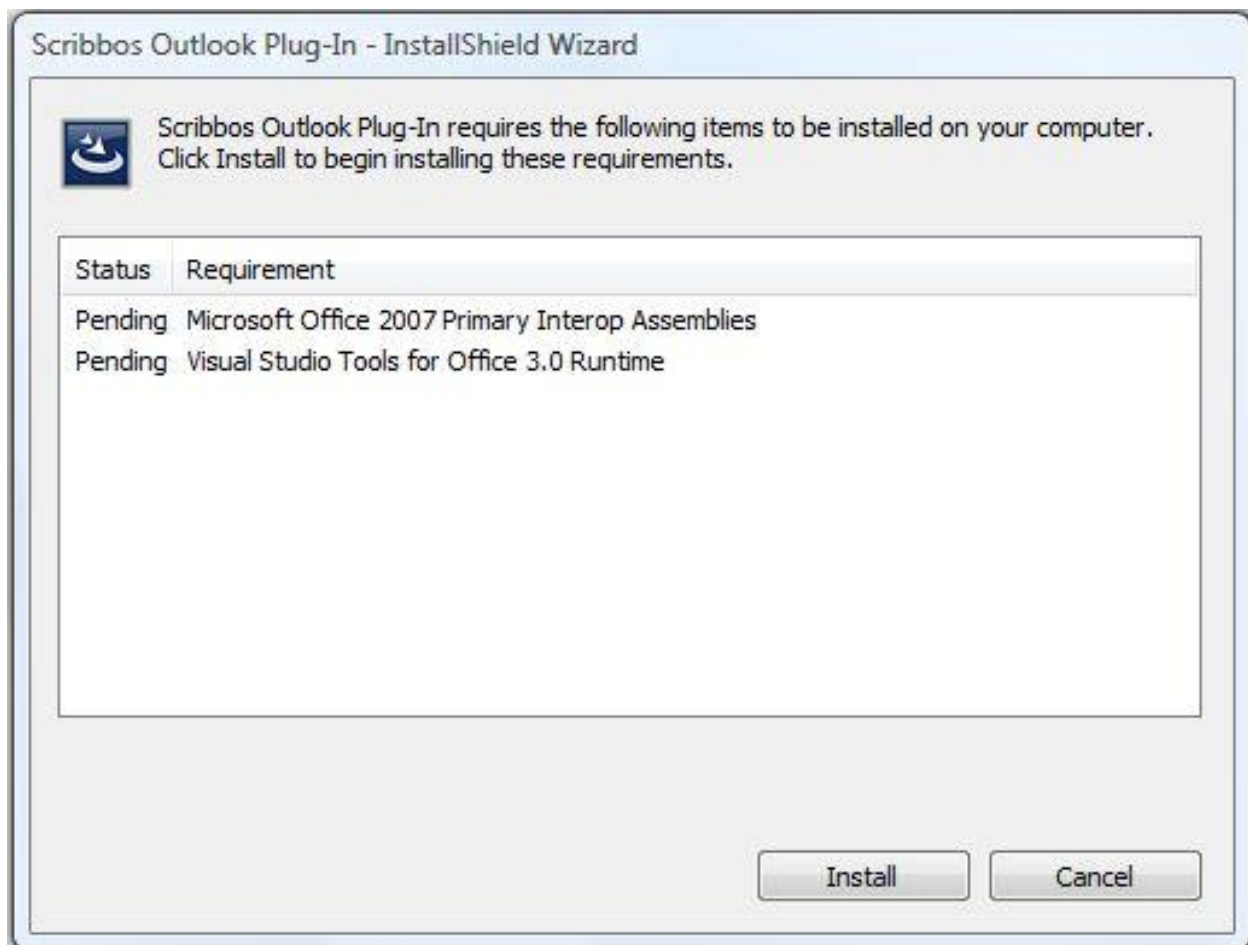 Scribbos Outlook Plug-In - InstallShield Wizard
Scribbos Outlook Plug-In requires the following items to be installed on your computer.
Click Install to begin installing these requirements.
Status Requirement
Pending Microsoft Office 2007 Primary Interop Assemblies
Pending Visual Studio Tools for Office 3.0 Runtime
Install Cancel